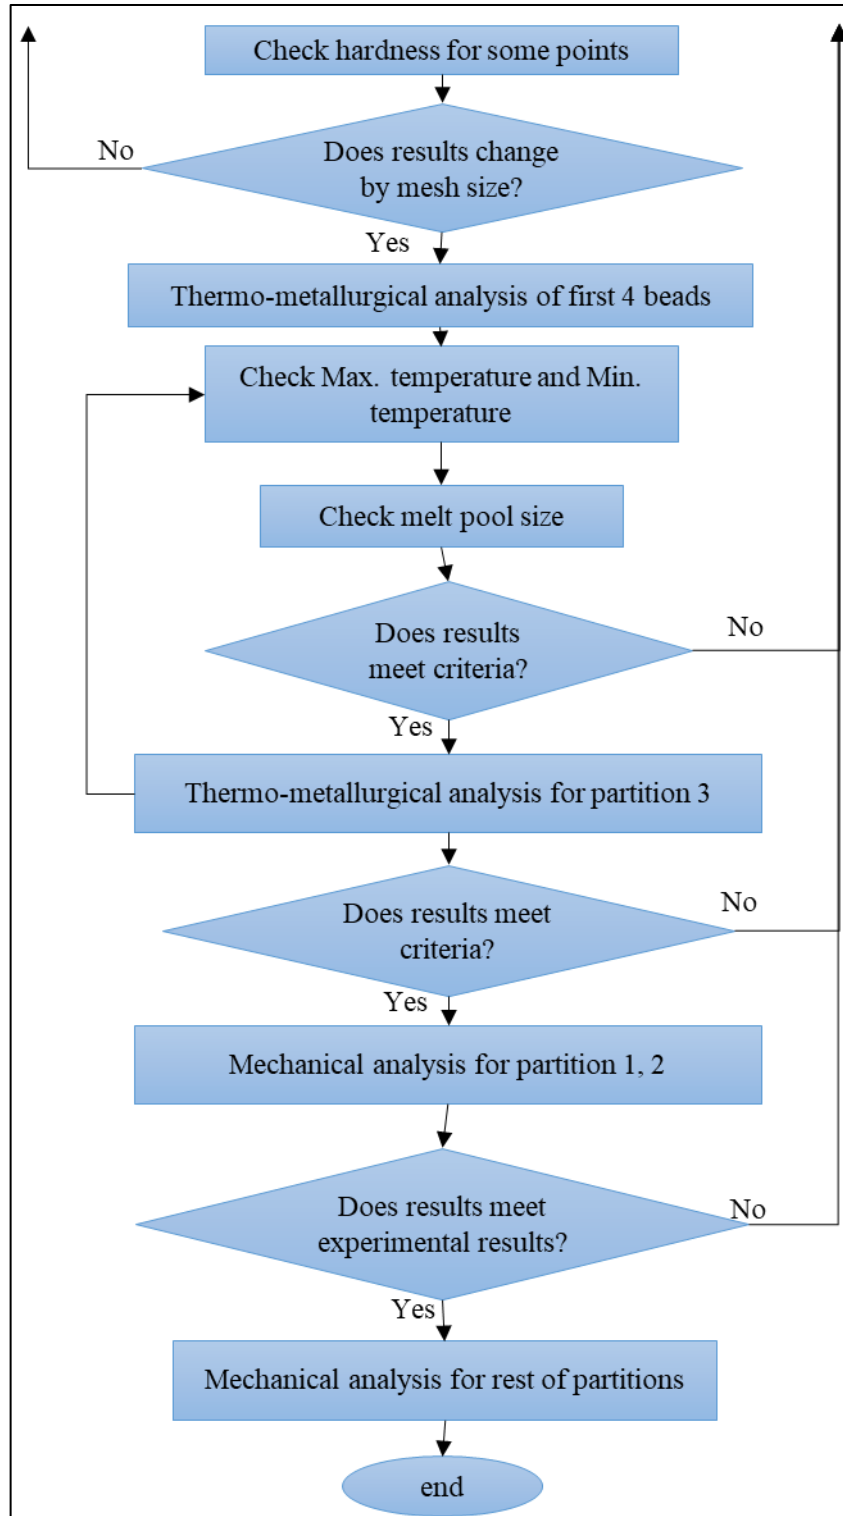 Check hardness for some points
No
Does results change
by mesh size?
Yes
Thermo-metallurgical analysis of first 4 beads
Check Max. temperature and Min.
temperature
Check melt pool size
Does results
meet criteria?
No
Yes
Thermo-metallurgical analysis for partition 3
Does results meet
criteria?
No
Yes
Mechanical analysis for partition 1, 2
Does results meet
experimental results?
No
Yes
Mechanical analysis for rest of partitions
end